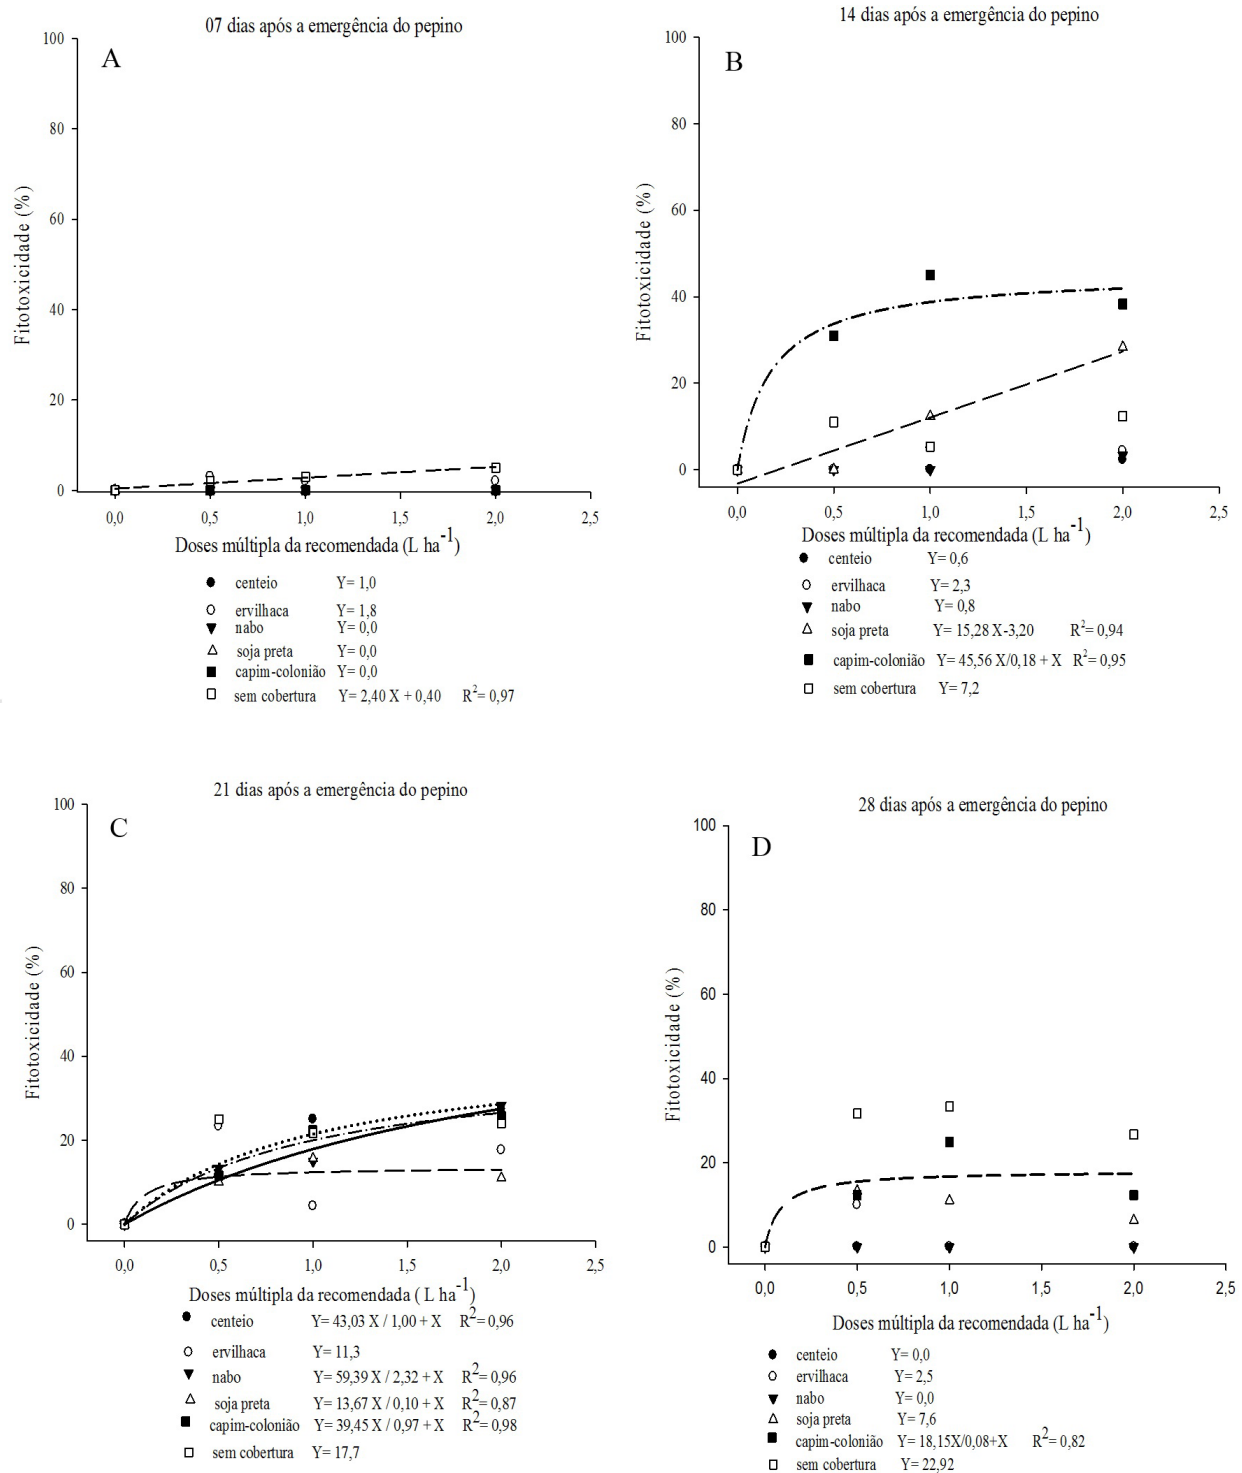 07 dias após a emergência do pepino
A
Fitotoxicidade (%)
100
80
60
40
20
0
0,0 0,5 1,0 1,5 2,0 2,5
Doses múltipla da recomendada (L ha-1)
centeio Y= 1,0
ervilhaca Y= 1,8
nabo Y= 0,0
soja preta Y= 0,0
capim-colonião Y= 0,0
sem cobertura Y= 2,40 X + 0,40 R2= 0,97
14 dias após a emergência do pepino
B
Fitotoxicidade (%)
100
80
60
40
20
0
0,0 0,5 1,0 1,5 2,0 2,5
Doses múltipla da recomendada (L ha-1)
centeio Y= 0,6
ervilhaca Y= 2,3
nabo Y= 0,8
soja preta Y= 15,28 X-3,20 R2= 0,94
capim-colonião Y= 45,56 X/0,18 + X R2= 0,95
sem cobertura Y= 7,2
21 dias após a emergência do pepino
C
Fitotoxicidade (%)
100
80
60
40
20
0
0,0 0,5 1,0 1,5 2,0 2,5
Doses múltipla da recomendada ( L ha-1)
centeio Y= 43,03 X / 1,00 + X R2= 0,96
ervilhaca Y= 11,3
nabo Y= 59,39 X / 2,32 + X R2= 0,96
soja preta Y= 13,67 X / 0,10 + X R2= 0,87
capim-colonião Y= 39,45 X / 0,97 + X R2= 0,98
sem cobertura Y= 17,7
28 dias após a emergência do pepino
D
Fitotoxicidade (%)
100
80
60
40
20
0
0,0 0,5 1,0 1,5 2,0 2,5
Doses múltipla da recomendada (L ha-1)
centeio Y= 0,0
ervilhaca Y= 2,5
nabo Y= 0,0
soja preta Y= 7,6
capim-colonião Y= 18,15X/0,08+X R2= 0,82
sem cobertura Y= 22,92